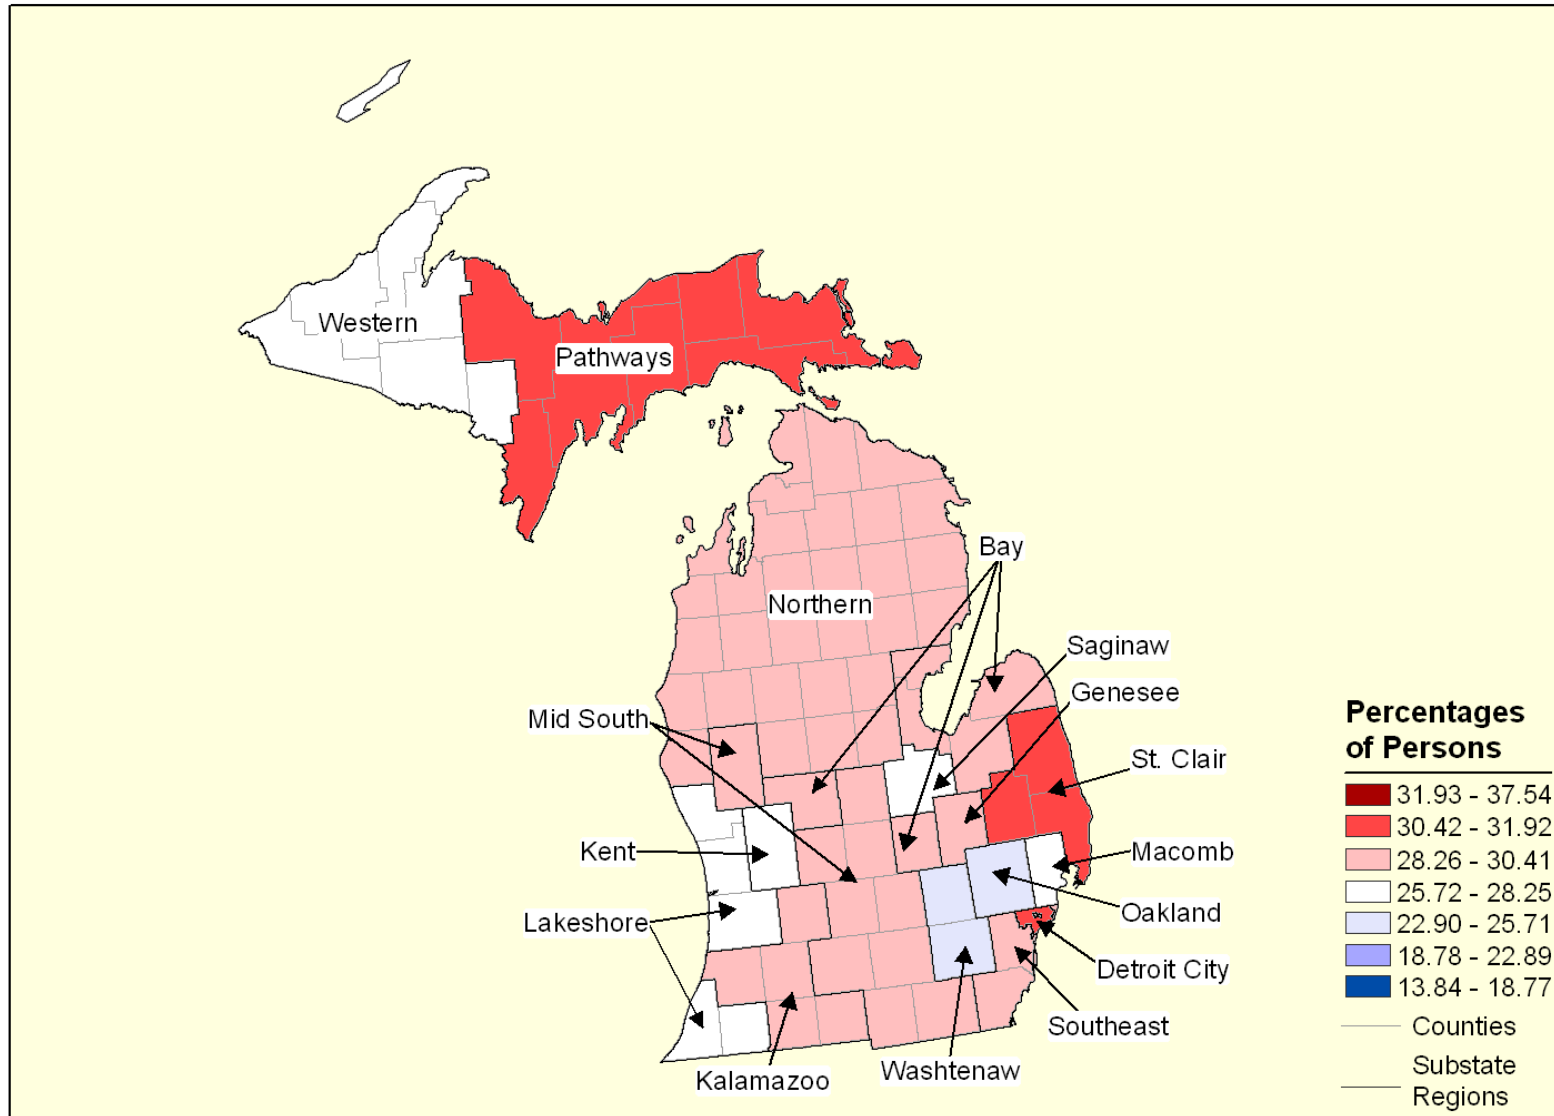 Western
Pathways
Bay
Northern
Saginaw
Genesee
Mid South
St. Clair
Kent
Macomb
Lakeshore
Oakland
Detroit City
Southeast
Washtenaw
Kalamazoo
Percentages
of Persons
31.93 - 37.54
30.42 - 31.92
28.26 - 30.41
25.72 - 28.25
22.90 - 25.71
18.78 - 22.89
13.84 - 18.77
Counties
Substate
Regions